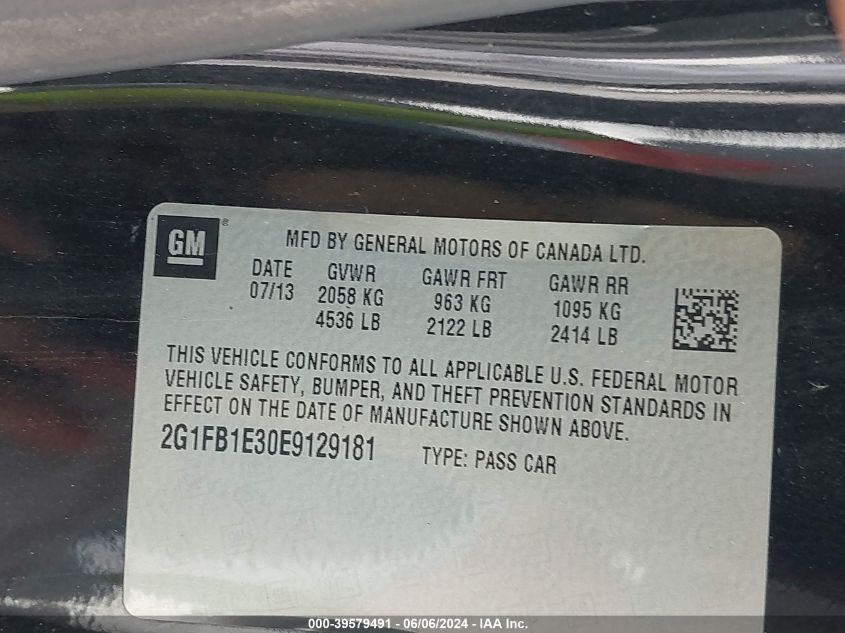 GM ®
MFD BY GENERAL MOTORS OF CANADA LTD.
DATE GVWR GAWR FRT GAWR RR
07/13 2058 KG 963 KG 1095 KG
4536 LB 2122 LB 2414 LB
THIS VEHICLE CONFORMS TO ALL APPLICABLE U.S. FEDERAL MOTOR
VEHICLE SAFETY, BUMPER, AND THEFT PREVENTION STANDARDS IN
EFFECT ON THE DATE OF MANUFACTURE SHOWN ABOVE.
2G1FB1E30E9129181 TYPE: PASS CAR
000-39579491 - 06/06/2024 - IAA Inc.